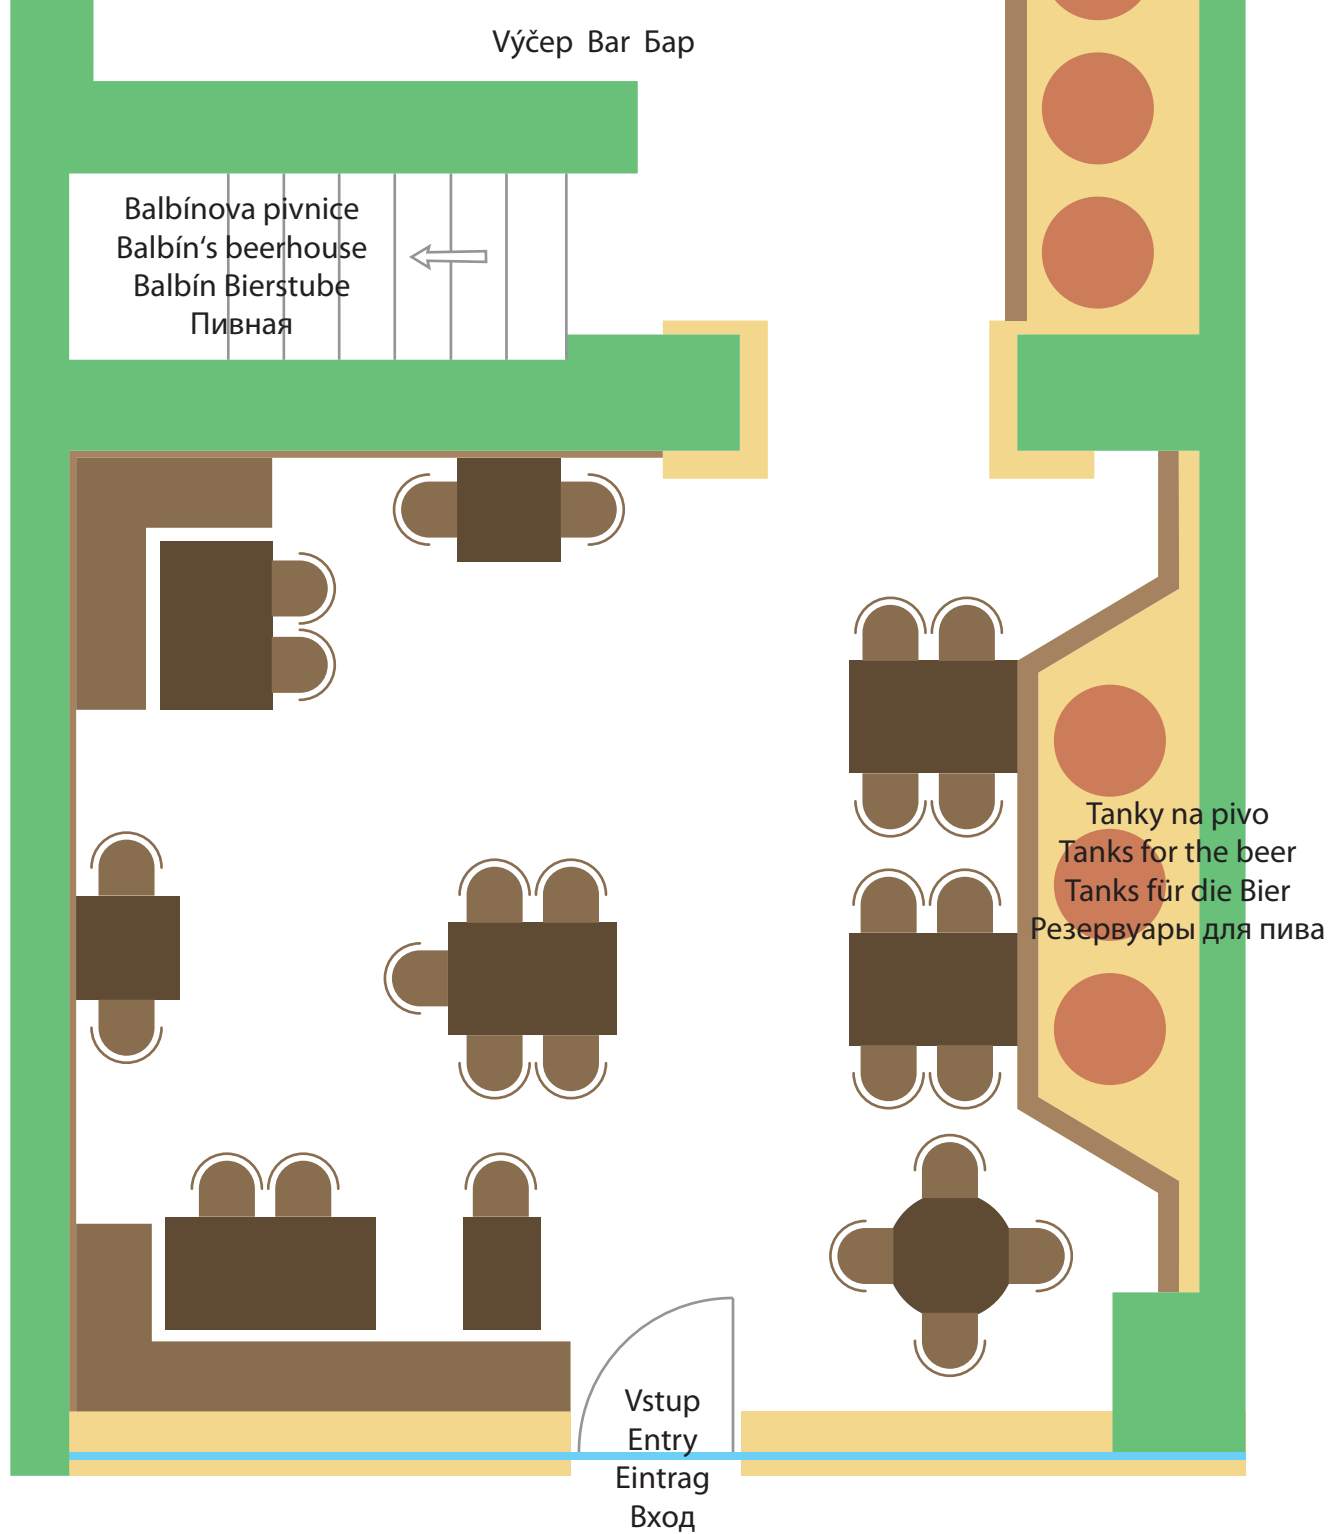 Výčep Bar Бар
Balbínova pivnice
Balbín‘s beerhouse
Balbín Bierstube
Пивная
Tanky na pivo
Tanks for the beer
Tanks für die Bier
Резервуары для пива
Vstup
Entry
Eintrag
Вход